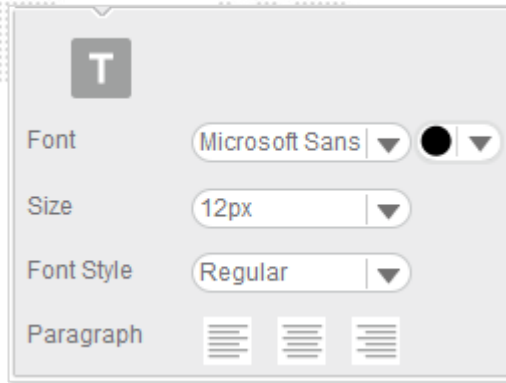 T
Font Microsoft Sans
Size 12px
Font Style Regular
Paragraph